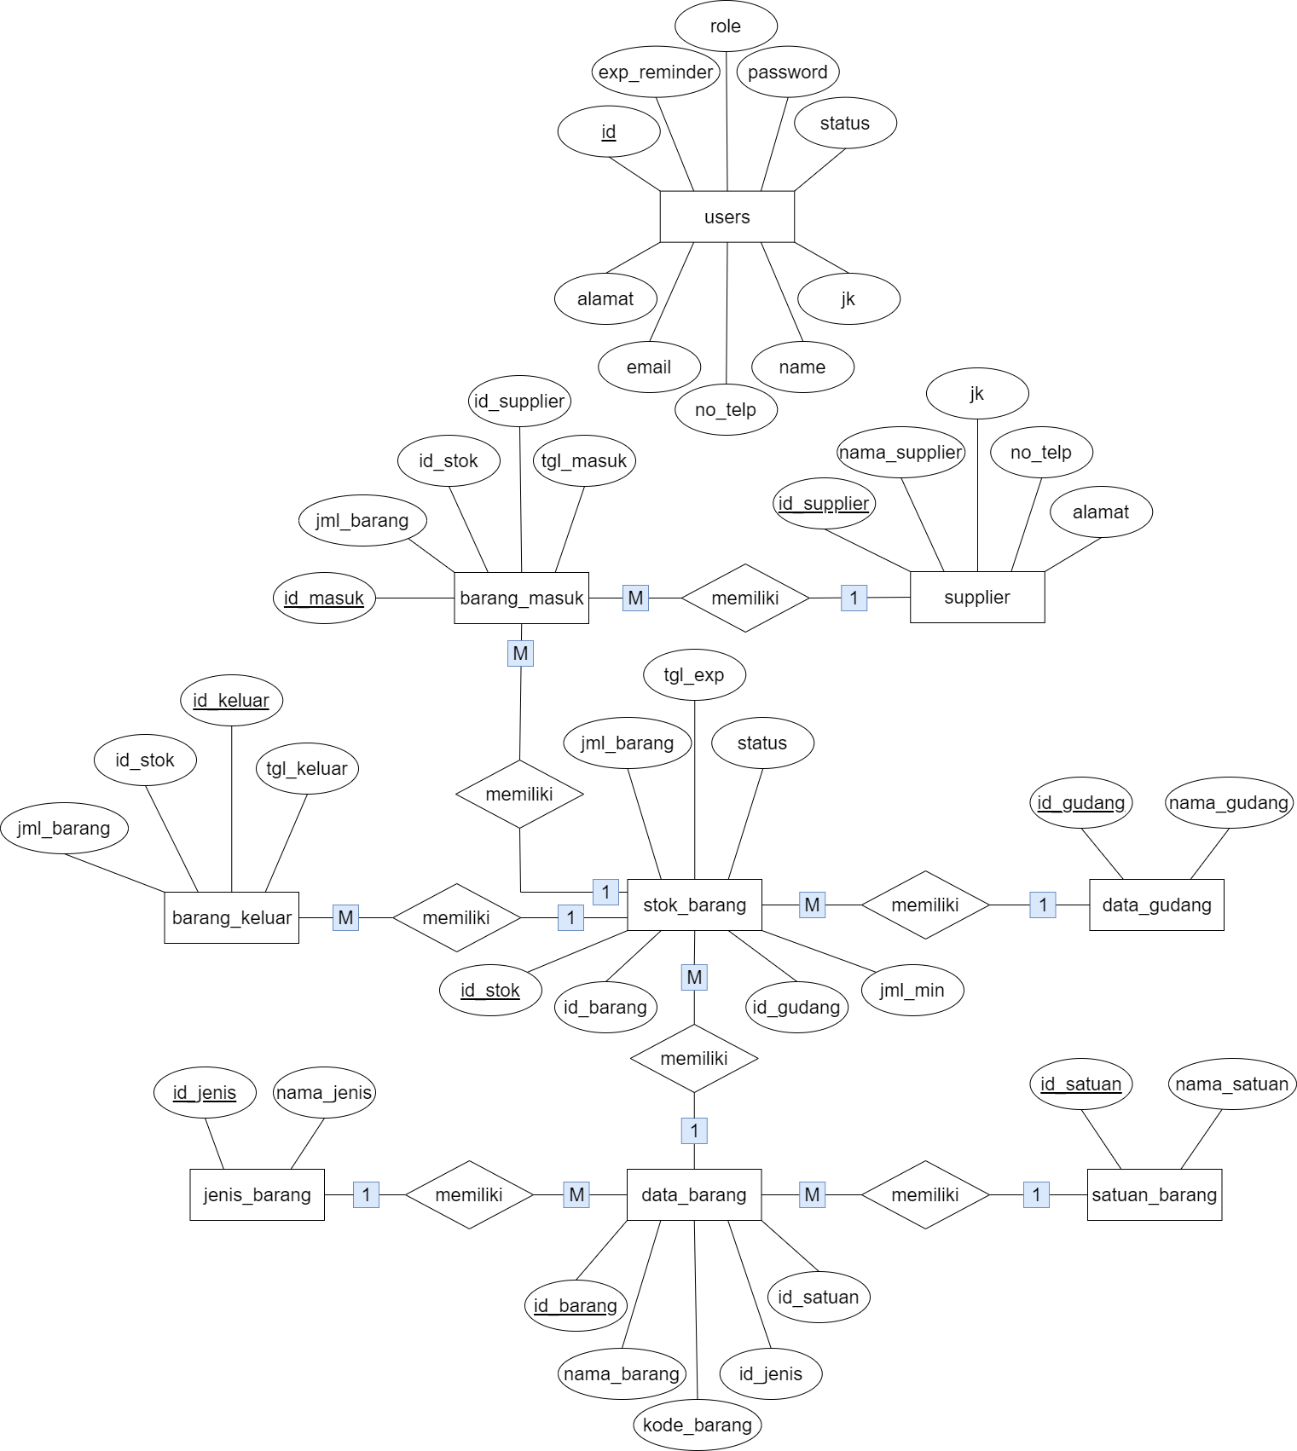 role
exp_reminder
password
id
status
users
alamat
jk
email
name
no_telp
id_supplier
id_stok
tgl_masuk
jml_barang
id_masuk
barang_masuk
M
memiliki
1
supplier
jk
nama_supplier
no_telp
id_supplier
alamat
M
memiliki
1
id_keluar
id_stok
tgl_keluar
jml_barang
barang_keluar
M
memiliki
1
tgl_exp
jml_barang
status
stok_barang
M
memiliki
1
id_gudang
nama_gudang
data_gudang
id_stok
id_barang
M
id_gudang
jml_min
memiliki
1
id_jenis
nama_jenis
jenis_barang
1
memiliki
M
data_barang
M
memiliki
1
id_satuan
nama_satuan
satuan_barang
id_barang
id_satuan
nama_barang
id_jenis
kode_barang